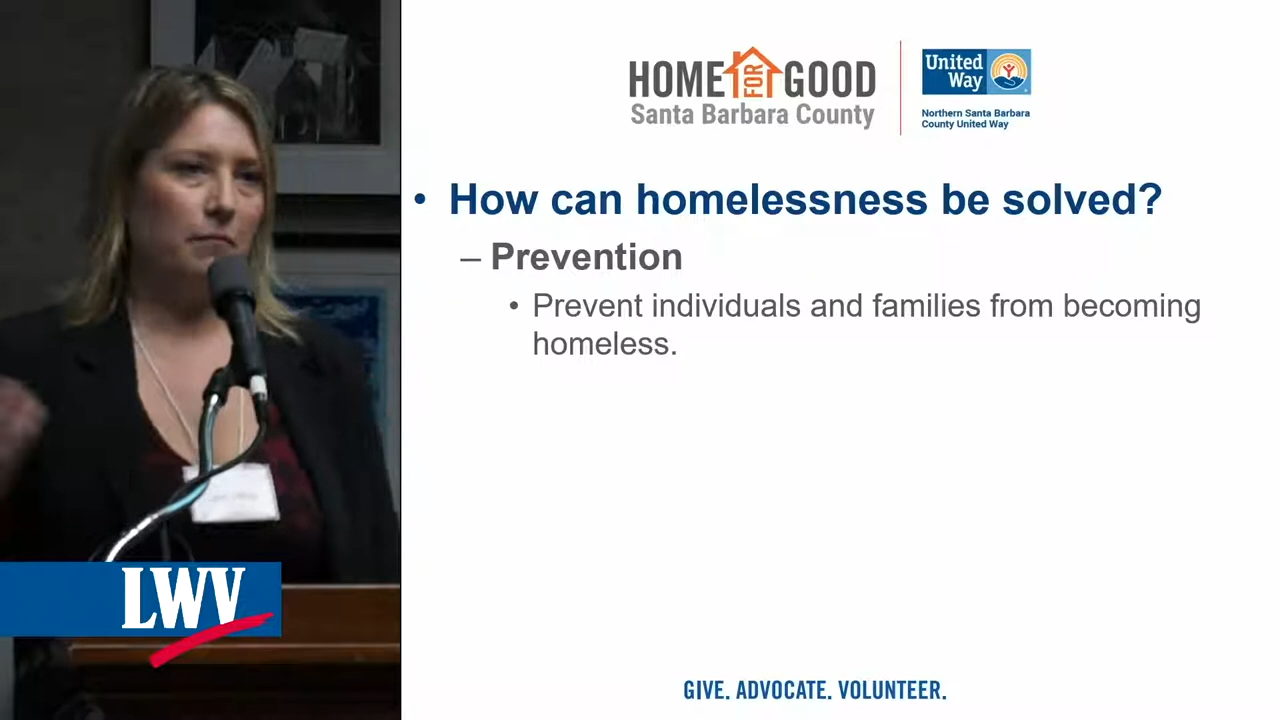 HOME FOR GOOD
Santa Barbara County
United
Way
Northern Santa Barbara
County United Way
• How can homelessness be solved?
– Prevention
• Prevent individuals and families from becoming
homeless.
LWV
GIVE. ADVOCATE. VOLUNTEER.